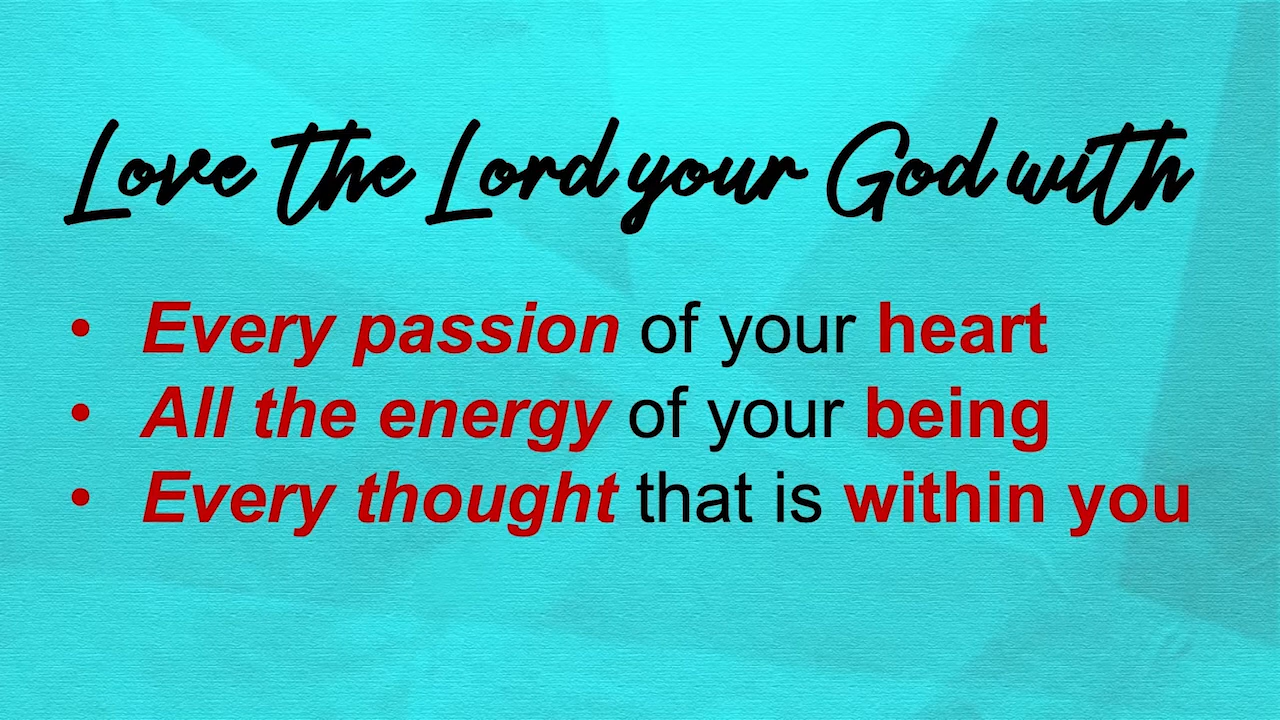 Love the Lord your God with
• Every passion of your heart
• All the energy of your being
• Every thought that is within you